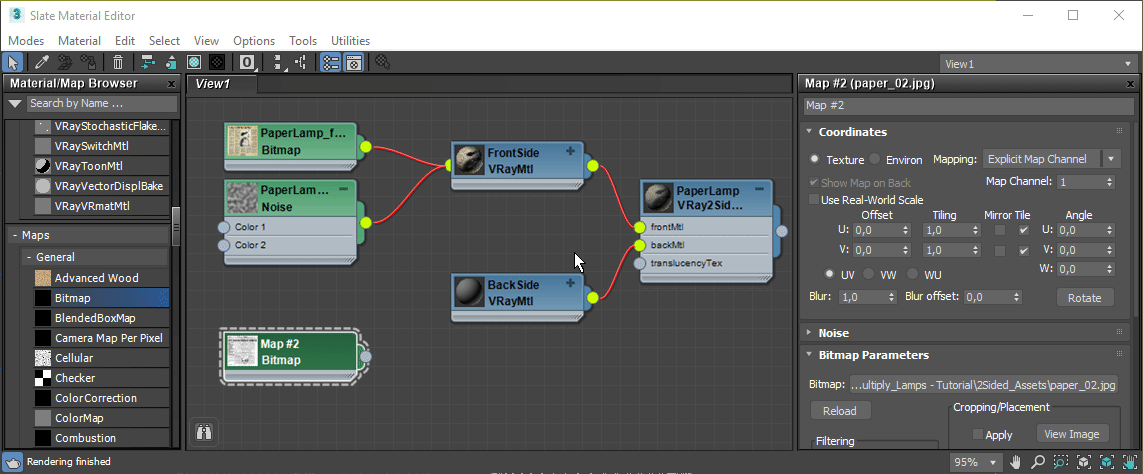 Slate Material Editor
Modes Material Edit Select View Options Tools Utilities
View1
Material/Map Browser
Search by Name ...
VRayStochasticFlake...
VRaySwitchMtl
VRayToonMtl
VRayVectorDisplBake
VRayVRmatMtl
- Maps
- General
Advanced Wood
Bitmap
BlendedBoxMap
Camera Map Per Pixel
Cellular
Checker
ColorCorrection
ColorMap
Combustion
View1
PaperLamp_f...
Bitmap
PaperLam...
Noise
Color 1
Color 2
FrontSide
VRayMtl
PaperLamp
VRay2Sid...
frontMtl
backMtl
translucencyTex
BackSide
VRayMtl
Map #2
Bitmap
Map #2 (paper_02.jpg)
Map #2
Coordinates
Texture Environ Mapping: Explicit Map Channel
Show Map on Back Map Channel: 1
Use Real-World Scale
Offset Tiling Mirror Tile Angle
U: 0,0 1,0 U: 0,0
V: 0,0 1,0 V: 0,0
W: 0,0
UV VW WU
Blur: 1,0 Blur offset: 0,0 Rotate
Noise
Bitmap Parameters
Bitmap: ...ultiply_Lamps - Tutorial\2Sided_Assets\paper_02.jpg
Reload
Cropping/Placement
Apply View Image
Filtering
Rendering finished
95%